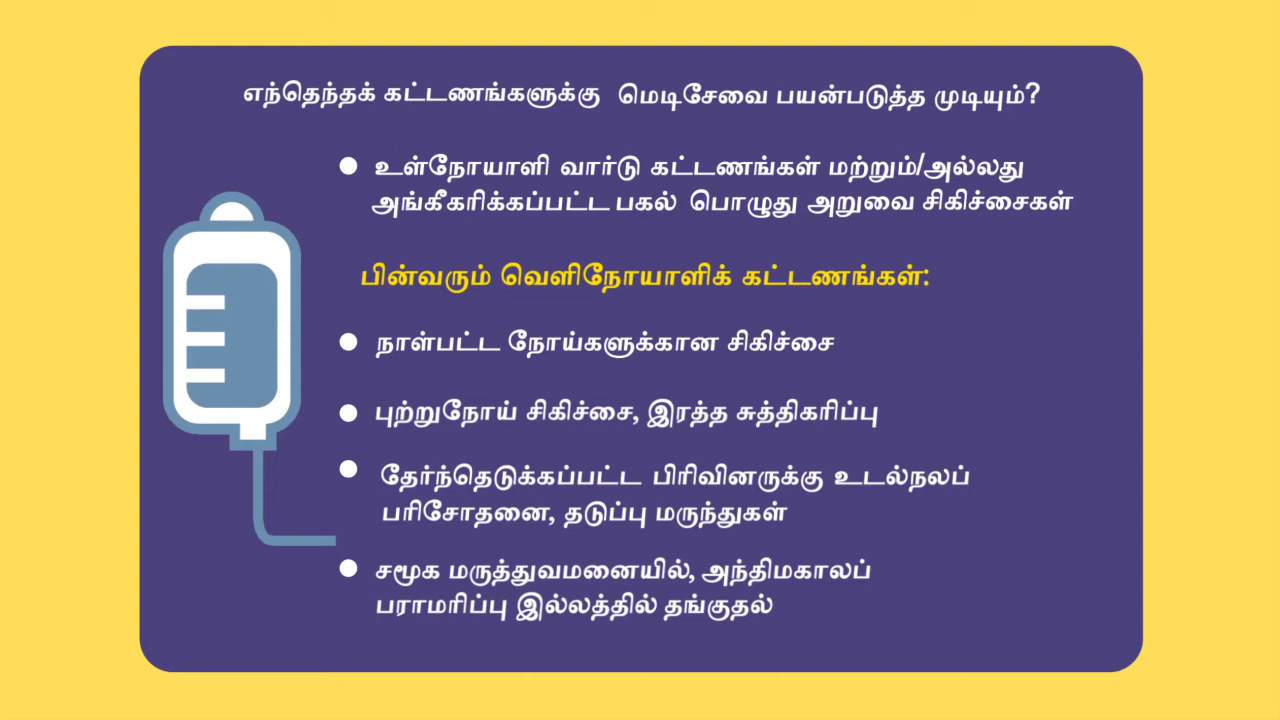 எந்தெந்தக் கட்டணங்களுக்கு மெடிசேவை பயன்படுத்த முடியும்?
உள்நோயாளி வார்டு கட்டணங்கள் மற்றும்/அல்லது
அங்கீகரிக்கப்பட்ட பகல் பொழுது அறுவை சிகிச்சைகள்
பின்வரும் வெளிநோயாளிக் கட்டணங்கள்:
நாள்பட்ட நோய்களுக்கான சிகிச்சை
புற்றுநோய் சிகிச்சை, இரத்த சுத்திகரிப்பு
தேர்ந்தெடுக்கப்பட்ட பிரிவினருக்கு உடல்நலப்
பரிசோதனை, தடுப்பு மருந்துகள்
சமூக மருத்துவமனையில், அந்திமகாலப்
பராமரிப்பு இல்லத்தில் தங்குதல்